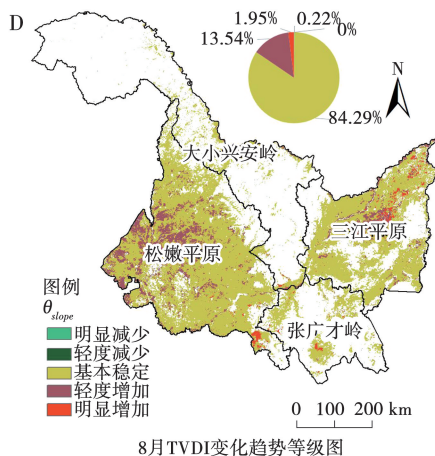 D
1.95%
0.22%
13.54%
0%
84.29%
N
大小兴安岭
松嫩平原
三江平原
张广才岭
图例
θslope
明显减少
轻度减少
基本稳定
轻度增加
明显增加
0 100 200 km
8月TVDI变化趋势等级图